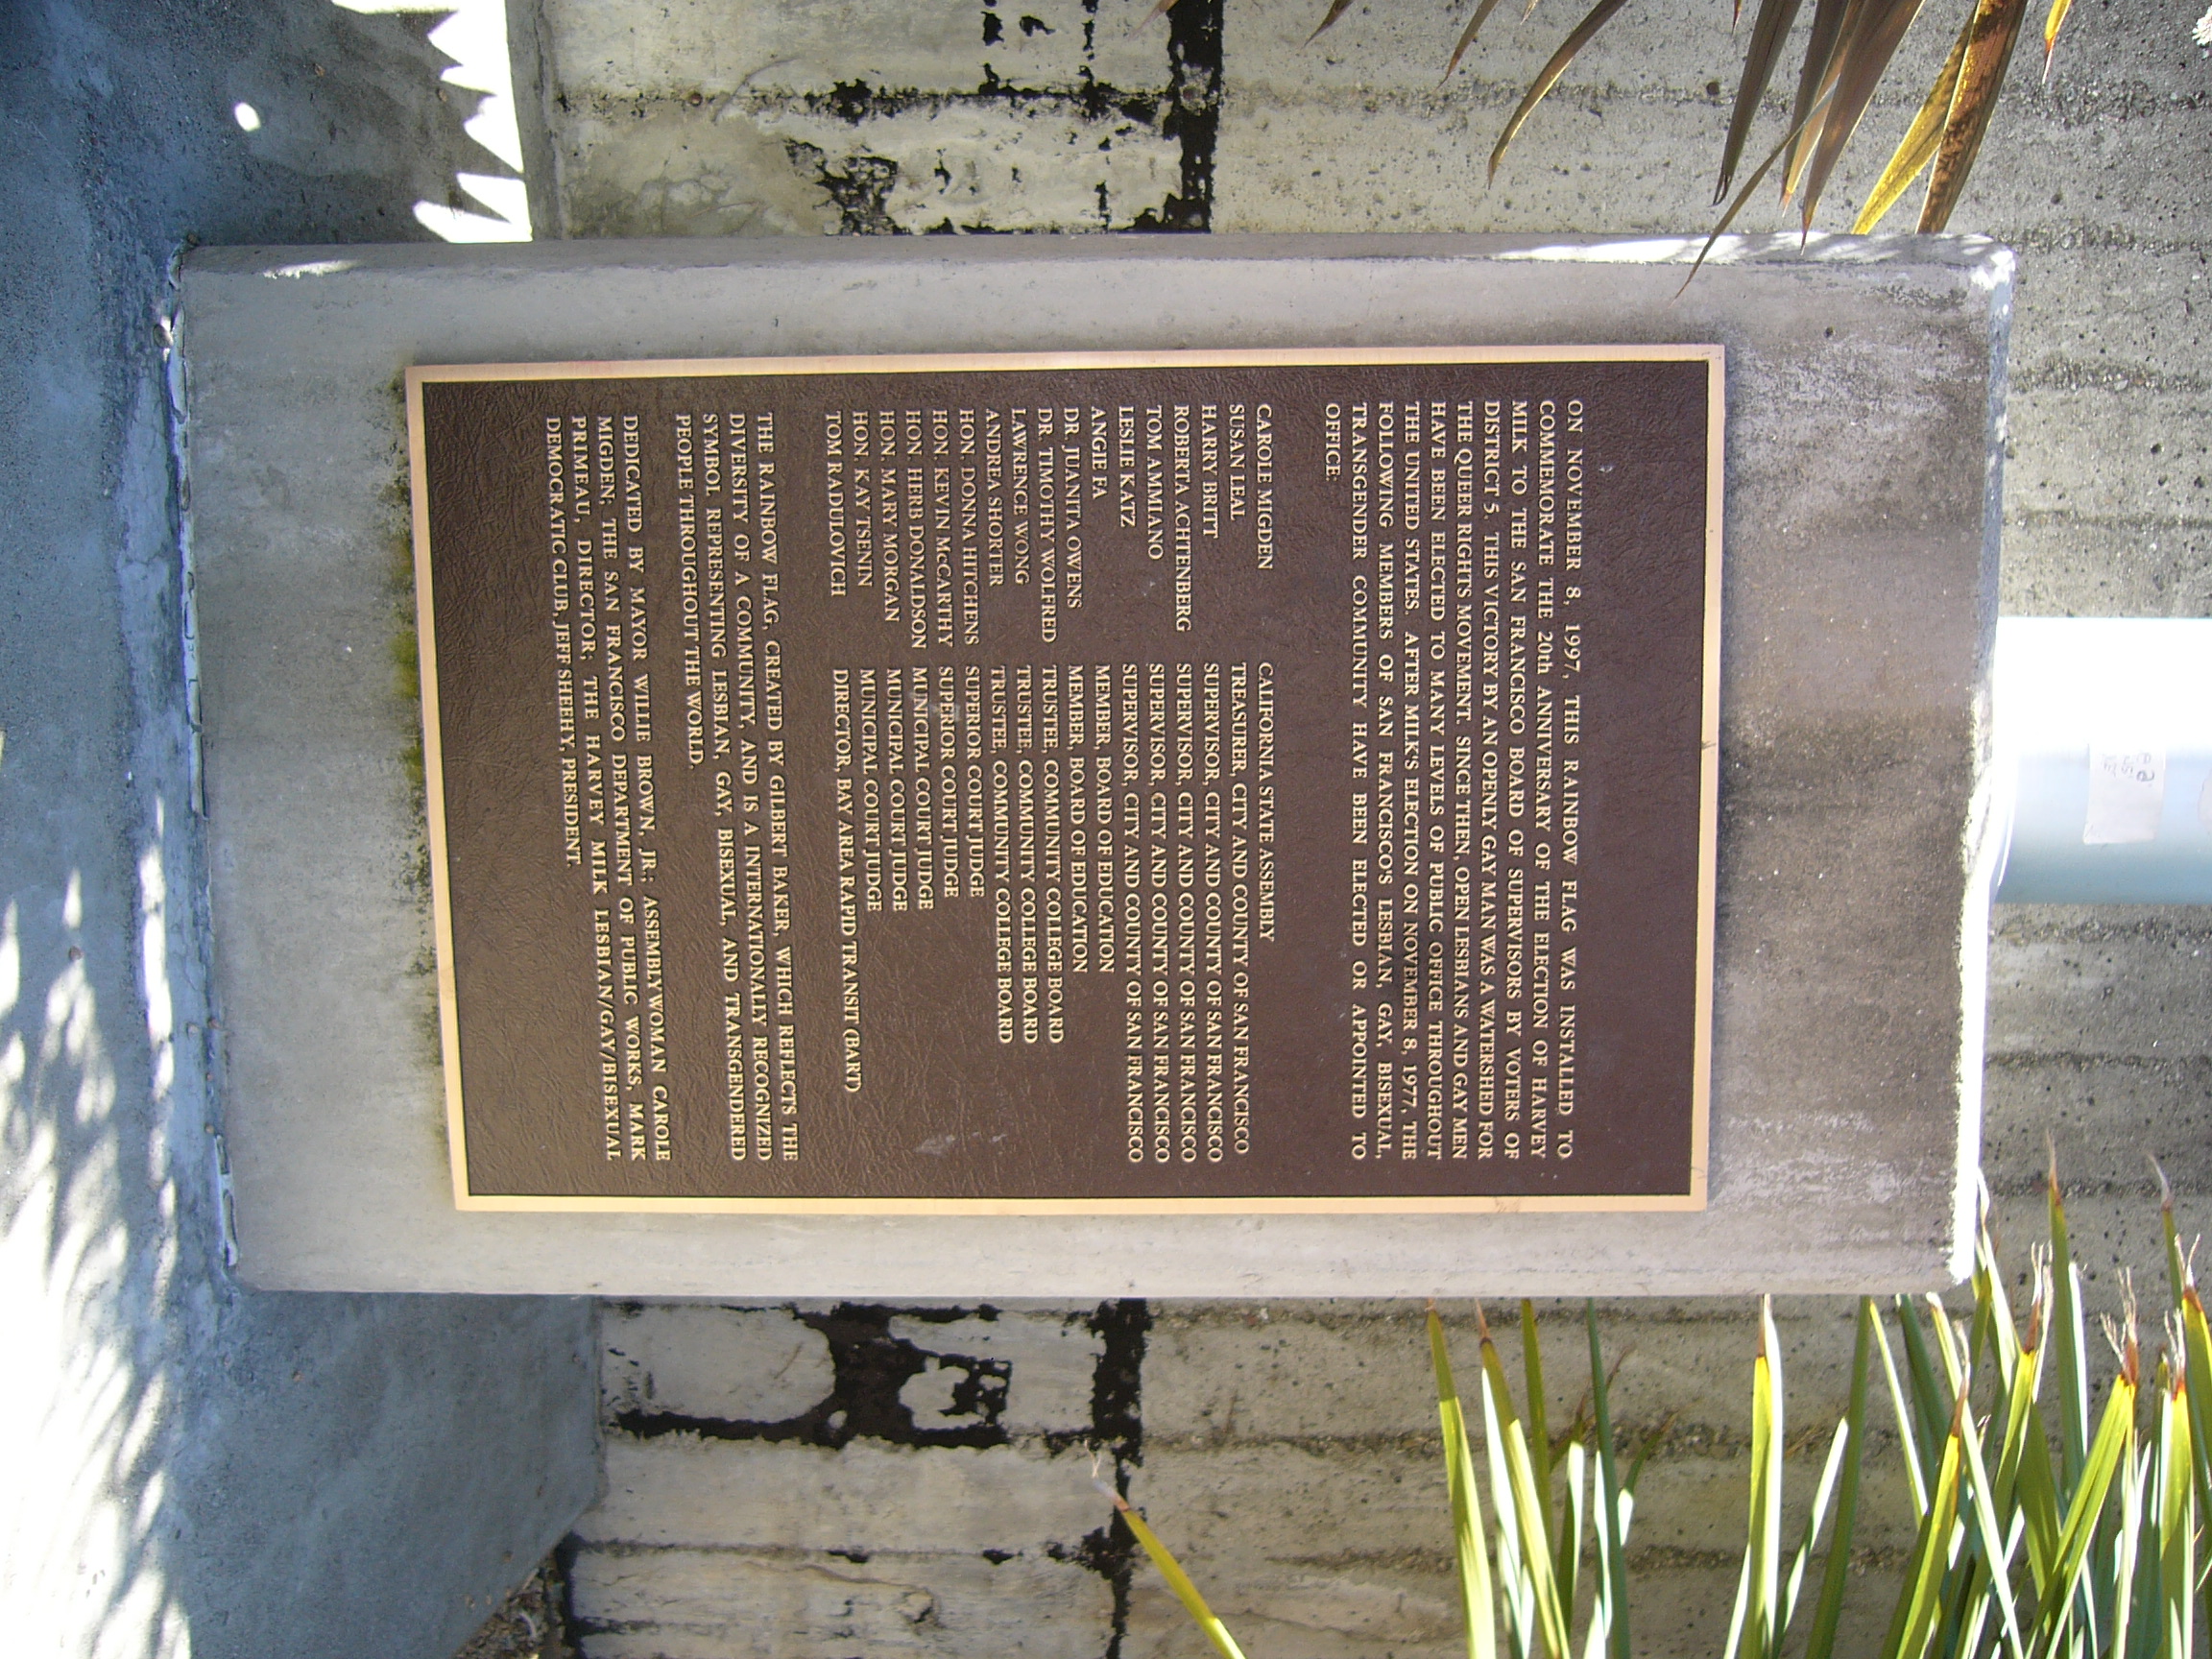 ON NOVEMBER 8, 1997, THIS RAINBOW FLAG WAS INSTALLED TO
COMMEMORATE THE 20th ANNIVERSARY OF THE ELECTION OF HARVEY
MILK TO THE SAN FRANCISCO BOARD OF SUPERVISORS BY VOTERS OF
DISTRICT 5. THIS VICTORY BY AN OPENLY GAY MAN WAS A WATERSHED FOR
THE QUEER RIGHTS MOVEMENT. SINCE THEN, OPEN LESBIANS AND GAY MEN
HAVE BEEN ELECTED TO MANY LEVELS OF PUBLIC OFFICE THROUGHOUT
THE UNITED STATES. AFTER MILK'S ELECTION ON NOVEMBER 8, 1977, THE
FOLLOWING MEMBERS OF SAN FRANCISCO'S LESBIAN, GAY, BISEXUAL,
TRANSGENDER COMMUNITY HAVE BEEN ELECTED OR APPOINTED TO
OFFICE:
CAROLE MIGDEN CALIFORNIA STATE ASSEMBLY
SUSAN LEAL TREASURER, CITY AND COUNTY OF SAN FRANCISCO
HARRY BRITT SUPERVISOR, CITY AND COUNTY OF SAN FRANCISCO
ROBERTA ACHTENBERG SUPERVISOR, CITY AND COUNTY OF SAN FRANCISCO
TOM AMMIANO SUPERVISOR, CITY AND COUNTY OF SAN FRANCISCO
LESLIE KATZ SUPERVISOR, CITY AND COUNTY OF SAN FRANCISCO
ANGIE FA MEMBER, BOARD OF EDUCATION
DR. JUANITA OWENS MEMBER, BOARD OF EDUCATION
DR. TIMOTHY WOLFRED TRUSTEE, COMMUNITY COLLEGE BOARD
LAWRENCE WONG TRUSTEE, COMMUNITY COLLEGE BOARD
ANDREA SHORTER TRUSTEE, COMMUNITY COLLEGE BOARD
HON. DONNA HITCHENS SUPERIOR COURT JUDGE
HON. KEVIN McCARTHY SUPERIOR COURT JUDGE
HON. HERB DONALDSON MUNICIPAL COURT JUDGE
HON. MARY MORGAN MUNICIPAL COURT JUDGE
HON. KAY TSENIN MUNICIPAL COURT JUDGE
TOM RADULOVICH DIRECTOR, BAY AREA RAPID TRANSIT (BART)
THE RAINBOW FLAG, CREATED BY GILBERT BAKER, WHICH REFLECTS THE
DIVERSITY OF A COMMUNITY, AND IS A INTERNATIONALLY RECOGNIZED
SYMBOL REPRESENTING LESBIAN, GAY, BISEXUAL, AND TRANSGENDERED
PEOPLE THROUGHOUT THE WORLD.
DEDICATED BY MAYOR WILLIE BROWN, JR.; ASSEMBLYWOMAN CAROLE
MIGDEN; THE SAN FRANCISCO DEPARTMENT OF PUBLIC WORKS, MARK
PRIMEAU, DIRECTOR; THE HARVEY MILK LESBIAN/GAY/BISEXUAL
DEMOCRATIC CLUB, JEFF SHEEHY, PRESIDENT.